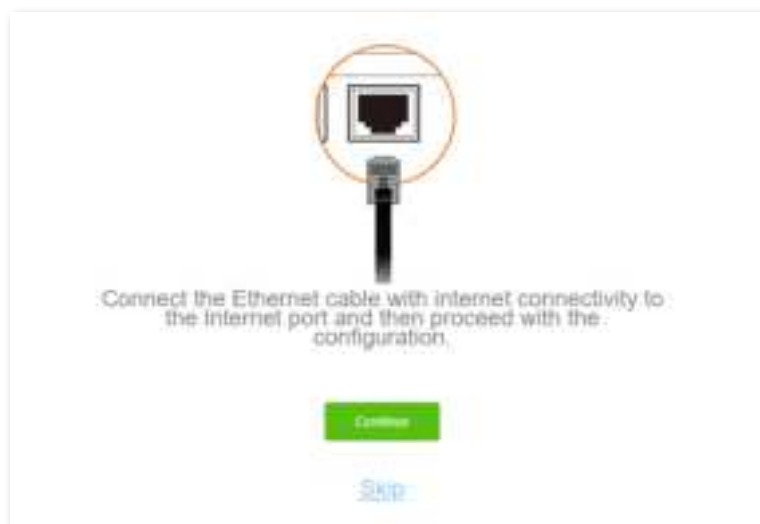 Connect the Ethernet cable with internet connectivity to
the Internet port and then proceed with the
configuration.
Continue
Skip